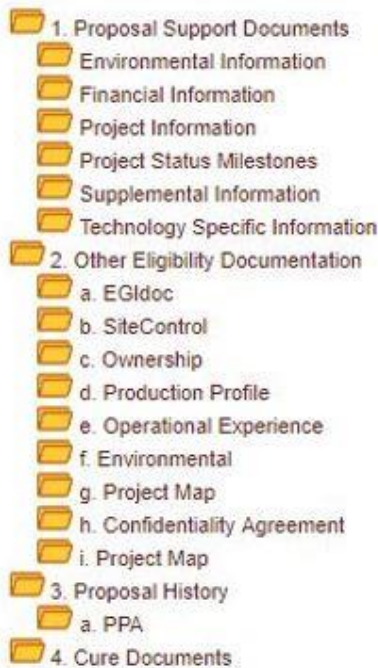 1. Proposal Support Documents
Environmental Information
Financial Information
Project Information
Project Status Milestones
Supplemental Information
Technology Specific Information
2. Other Eligibility Documentation
a. EGIdoc
b. SiteControl
c. Ownership
d. Production Profile
e. Operational Experience
f. Environmental
g. Project Map
h. Confidentiality Agreement
i. Project Map
3. Proposal History
a. PPA
4. Cure Documents